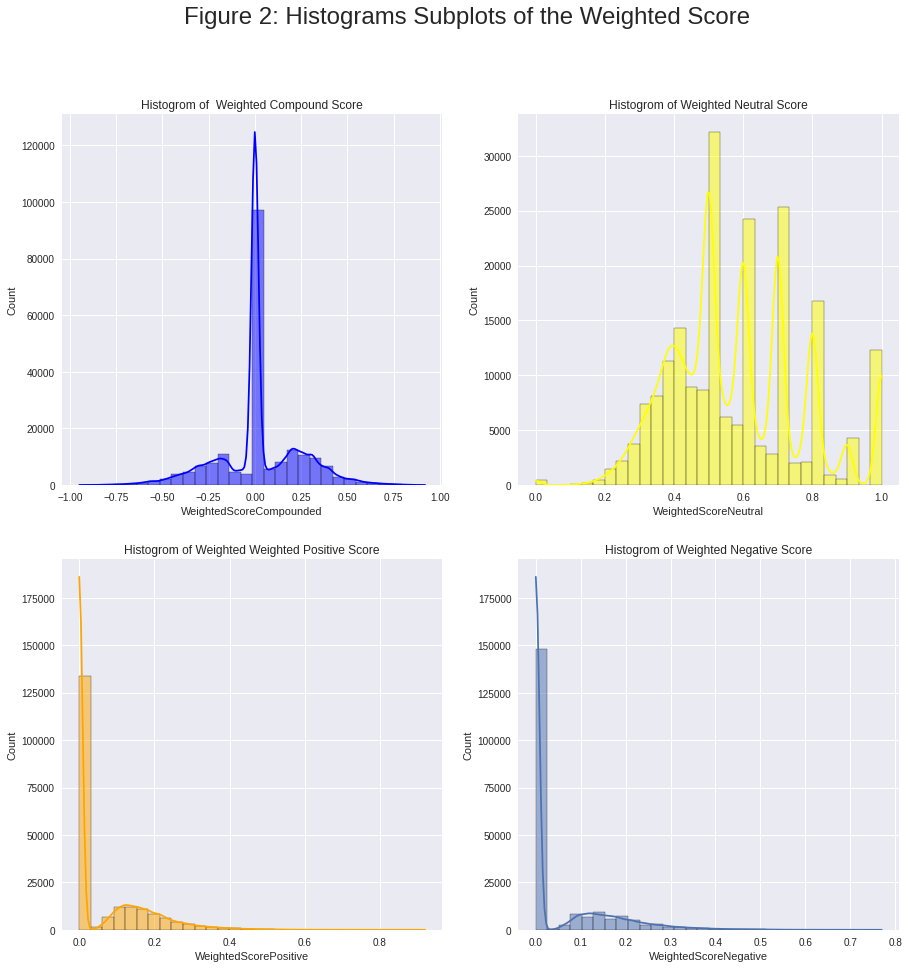 Figure 2: Histograms Subplots of the Weighted Score
Histogrom of  Weighted Compound Score
120000
100000
80000
60000
40000
20000
0
Count
−1.00 −0.75 −0.50 −0.25 0.00 0.25 0.50 0.75 1.00
WeightedScoreCompounded
Histogrom of Weighted Neutral Score
30000
25000
20000
15000
10000
5000
0
Count
0.0 0.2 0.4 0.6 0.8 1.0
WeightedScoreNeutral
Histogrom of Weighted Weighted Positive Score
175000
150000
125000
100000
75000
50000
25000
0
Count
0.0 0.2 0.4 0.6 0.8
WeightedScorePositive
Histogrom of Weighted Negative Score
175000
150000
125000
100000
75000
50000
25000
0
Count
0.0 0.1 0.2 0.3 0.4 0.5 0.6 0.7 0.8
WeightedScoreNegative